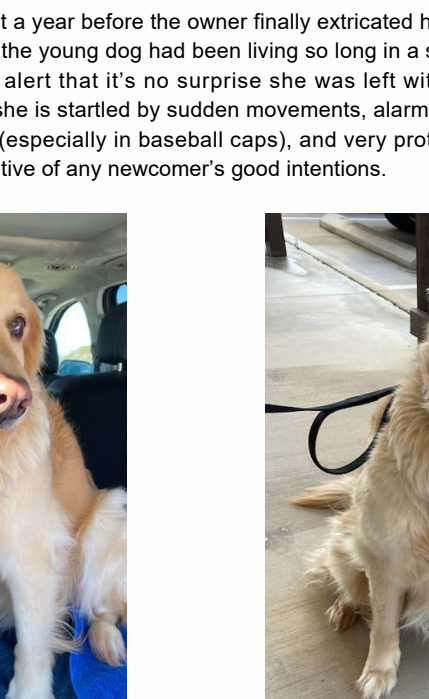 t a year before the owner finally extricated h
the young dog had been living so long in a s
alert that it’s no surprise she was left wit
she is startled by sudden movements, alarm
(especially in baseball caps), and very prot
tive of any newcomer’s good intentions.